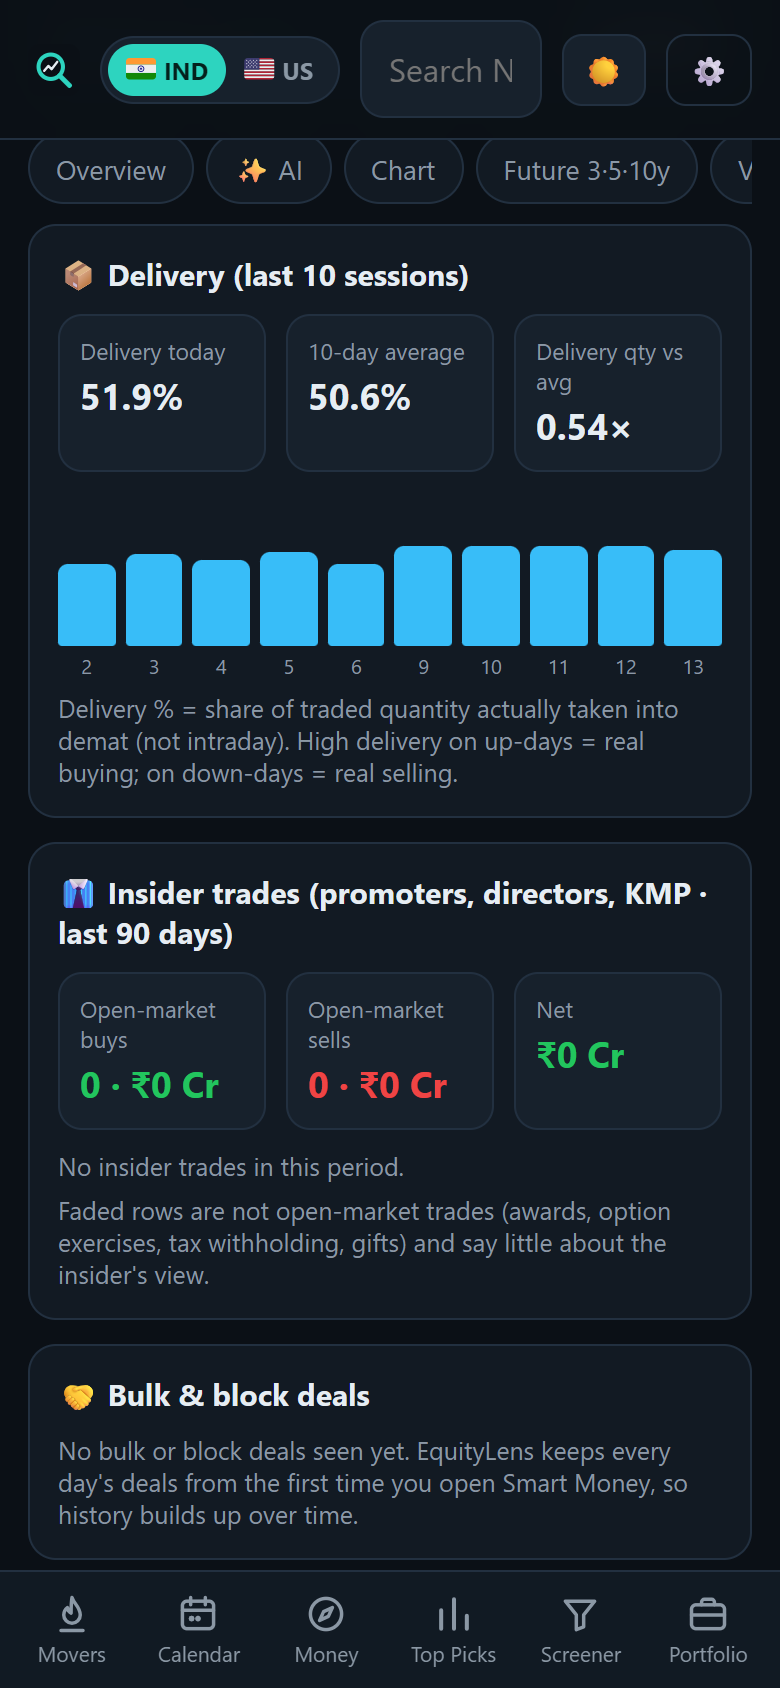 IND
US
Search N
Overview
✨ AI
Chart
Future 3·5·10y
V
Delivery (last 10 sessions)
Delivery today
51.9%
10-day average
50.6%
Delivery qty vs
avg
0.54×
2 3 4 5 6 9 10 11 12 13
Delivery % = share of traded quantity actually taken into
demat (not intraday). High delivery on up-days = real
buying; on down-days = real selling.
Insider trades (promoters, directors, KMP ·
last 90 days)
Open-market
buys
0 · ₹0 Cr
Open-market
sells
0 · ₹0 Cr
Net
₹0 Cr
No insider trades in this period.
Faded rows are not open-market trades (awards, option
exercises, tax withholding, gifts) and say little about the
insider's view.
Bulk & block deals
No bulk or block deals seen yet. EquityLens keeps every
day's deals from the first time you open Smart Money, so
history builds up over time.
Movers
Calendar
Money
Top Picks
Screener
Portfolio